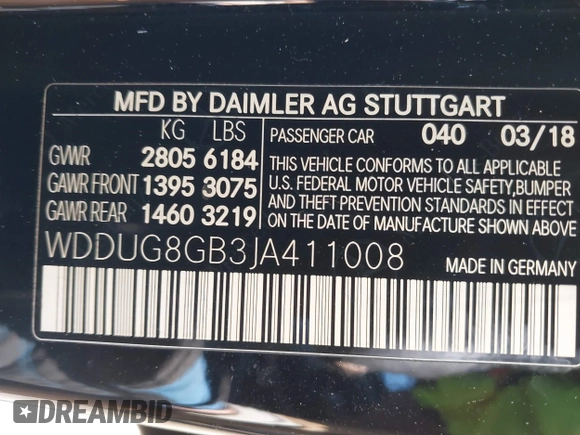 MFD BY DAIMLER AG STUTTGART
KG LBS
GWR 2805 6184
GAWR FRONT 1395 3075
GAWR REAR 1460 3219
PASSENGER CAR 040 03/18
THIS VEHICLE CONFORMS TO ALL APPLICABLE
U.S. FEDERAL MOTOR VEHICLE SAFETY,BUMPER
AND THEFT PREVENTION STANDARDS IN EFFECT
ON THE DATE OF MANUFACTURE SHOWN ABOVE.
WDDUG8GB3JA411008
MADE IN GERMANY
DREAMBID